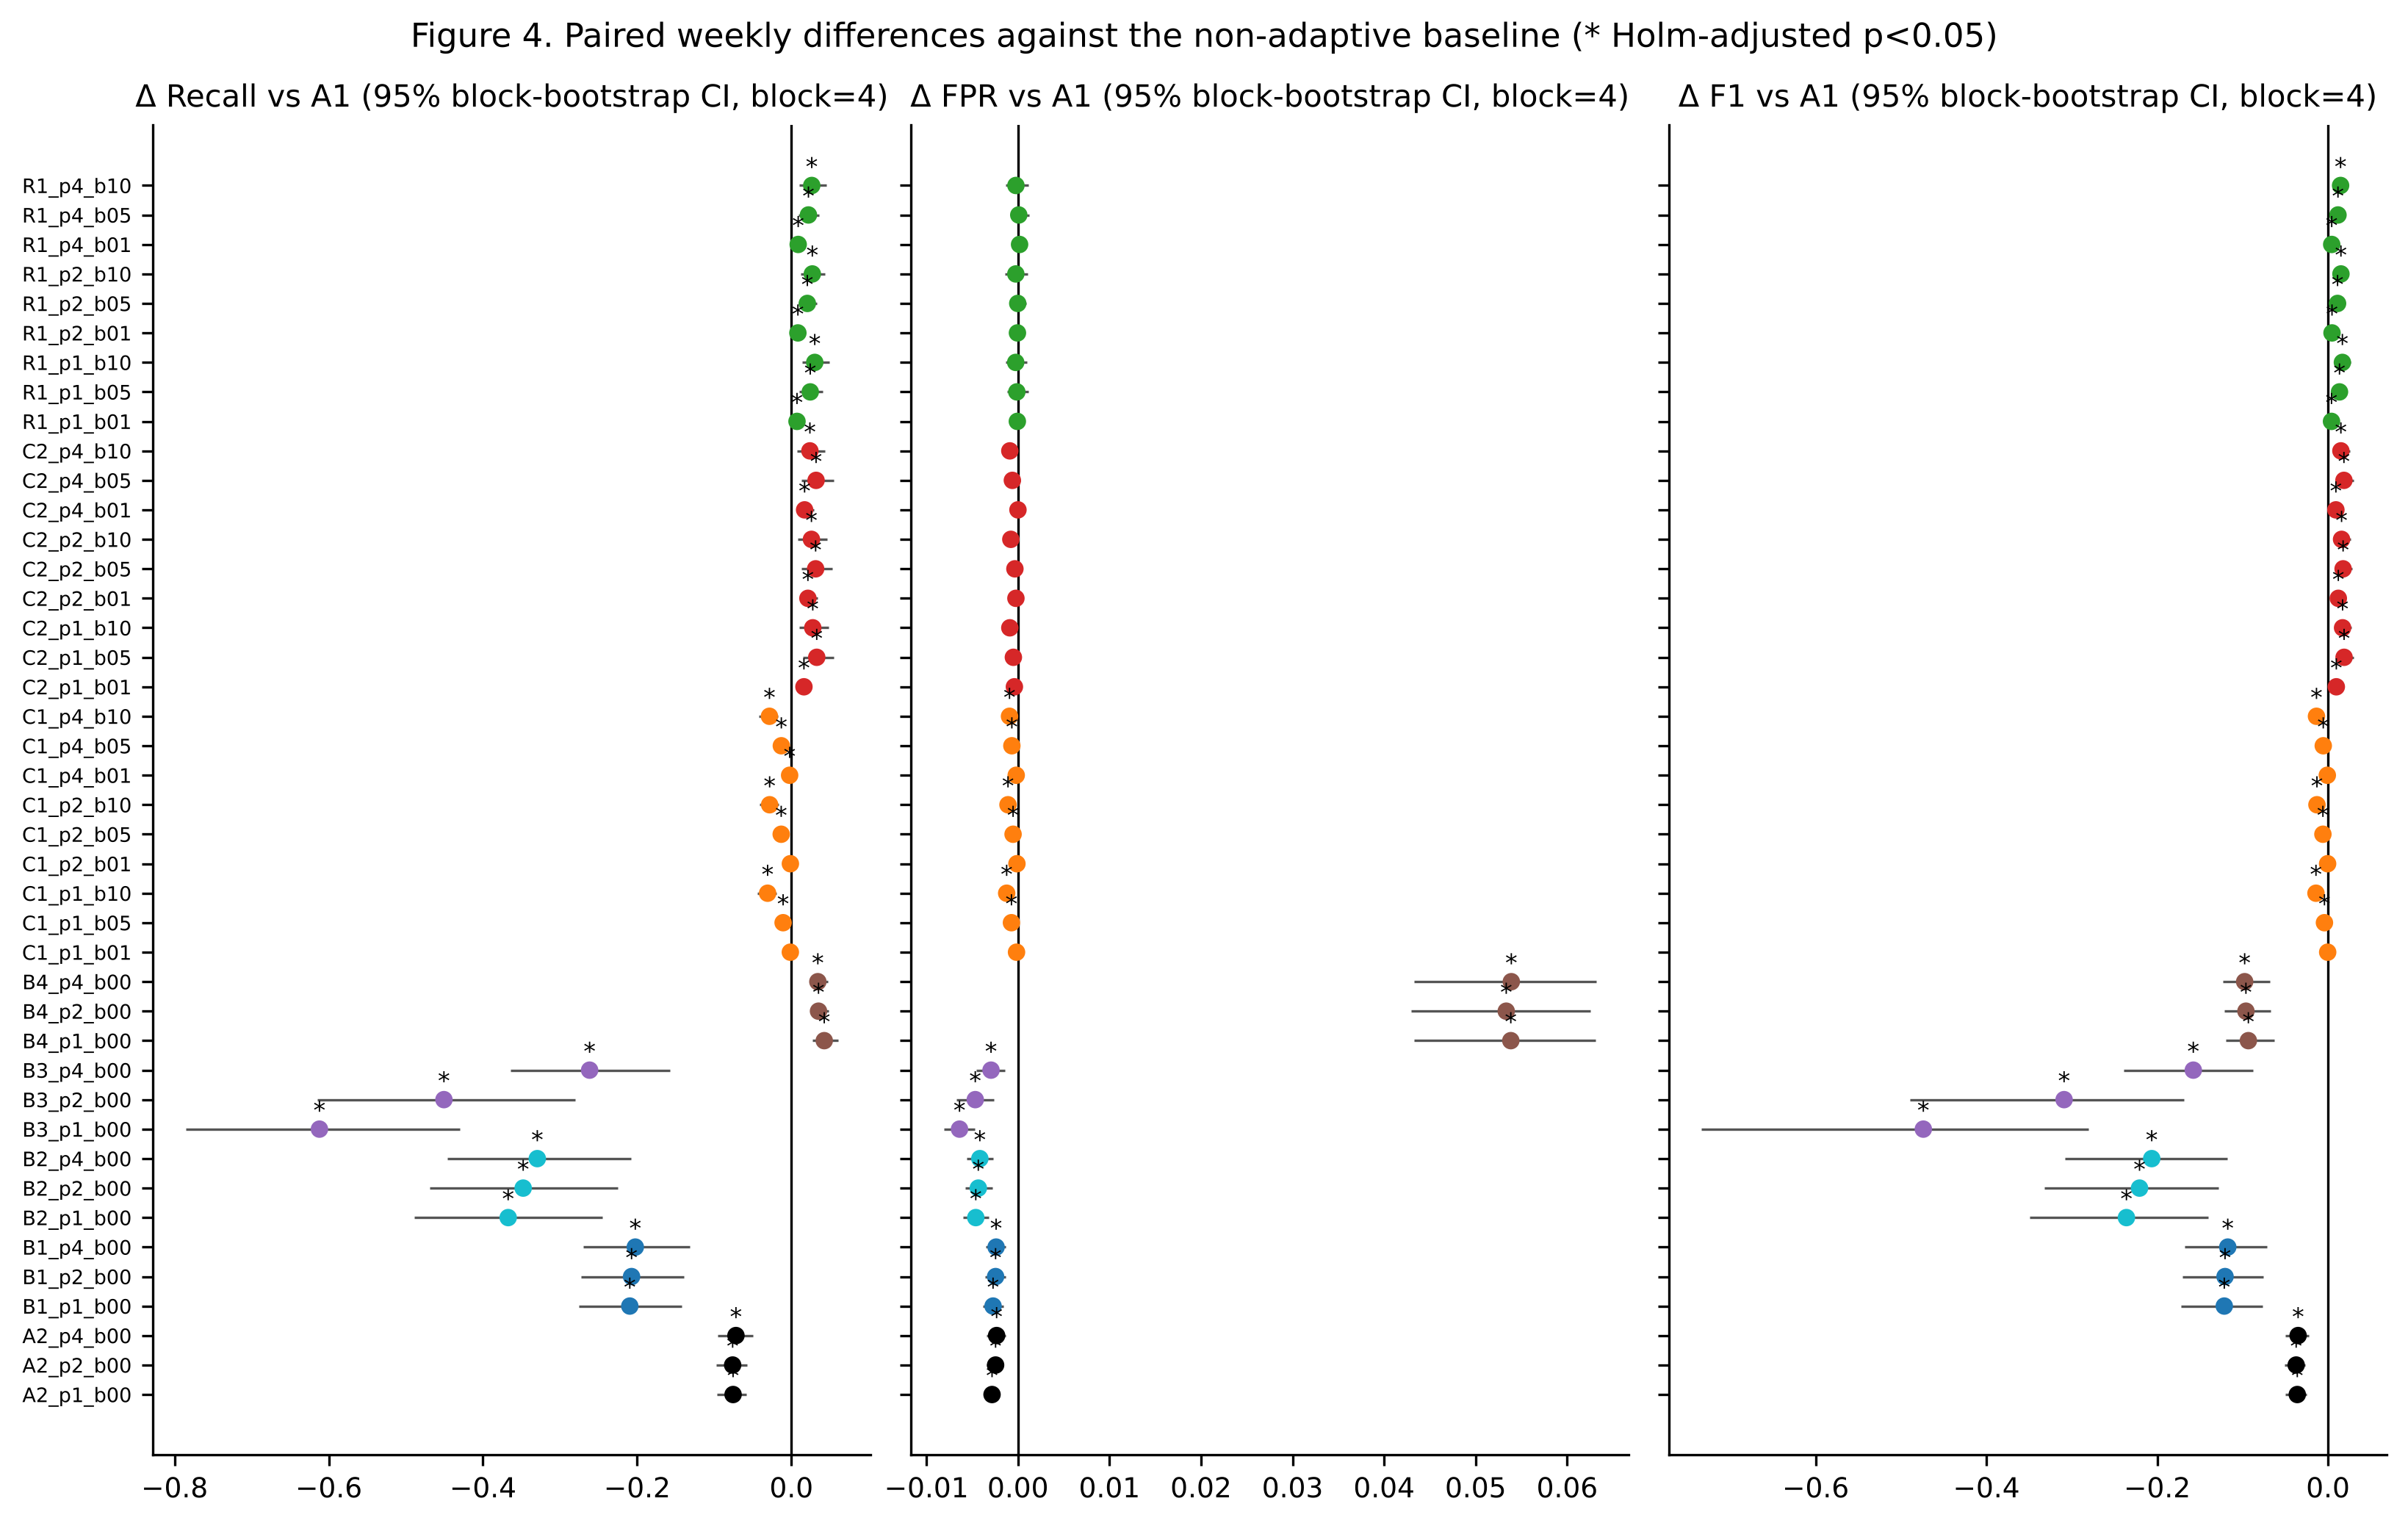 Figure 4. Paired weekly differences against the non-adaptive baseline (* Holm-adjusted p<0.05)
Δ Recall vs A1 (95% block-bootstrap CI, block=4)
Δ FPR vs A1 (95% block-bootstrap CI, block=4)
Δ F1 vs A1 (95% block-bootstrap CI, block=4)
R1_p4_b10
R1_p4_b05
R1_p4_b01
R1_p2_b10
R1_p2_b05
R1_p2_b01
R1_p1_b10
R1_p1_b05
R1_p1_b01
C2_p4_b10
C2_p4_b05
C2_p4_b01
C2_p2_b10
C2_p2_b05
C2_p2_b01
C2_p1_b10
C2_p1_b05
C2_p1_b01
C1_p4_b10
C1_p4_b05
C1_p4_b01
C1_p2_b10
C1_p2_b05
C1_p2_b01
C1_p1_b10
C1_p1_b05
C1_p1_b01
B4_p4_b00
B4_p2_b00
B4_p1_b00
B3_p4_b00
B3_p2_b00
B3_p1_b00
B2_p4_b00
B2_p2_b00
B2_p1_b00
B1_p4_b00
B1_p2_b00
B1_p1_b00
A2_p4_b00
A2_p2_b00
A2_p1_b00
−0.8 −0.6 −0.4 −0.2 0.0
−0.01 0.00 0.01 0.02 0.03 0.04 0.05 0.06
−0.6 −0.4 −0.2 0.0